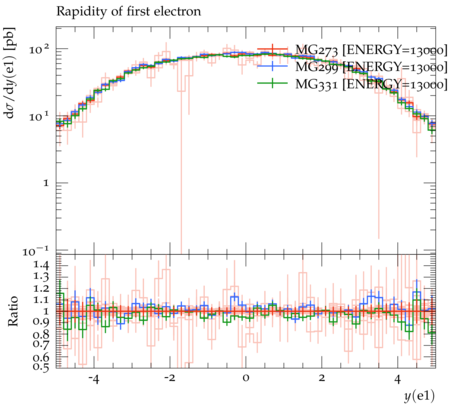 Rapidity of first electron
dσ/dy(e1) [pb]
10²
MG273 [ENERGY=13000]
MG299 [ENERGY=13000]
MG331 [ENERGY=13000]
10¹
1
10⁻¹
Ratio
1.4
1.3
1.2
1.1
1
0.9
0.8
0.7
0.6
0.5
-4 -2 0 2 4
y(e1)